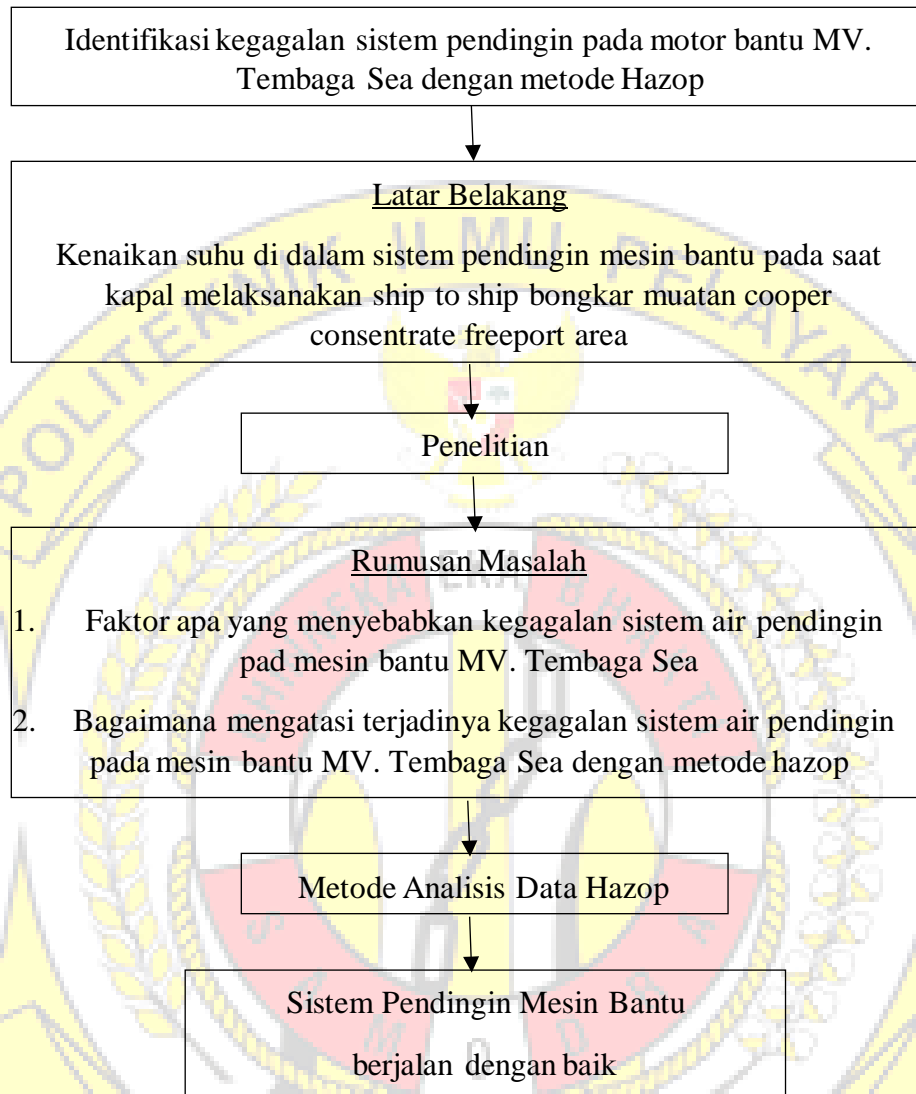 Identifikasi kegagalan sistem pendingin pada motor bantu MV.
Tembaga Sea dengan metode Hazop
Latar Belakang
Kenaikan suhu di dalam sistem pendingin mesin bantu pada saat
kapal melaksanakan ship to ship bongkar muatan cooper
consentrate freeport area
Penelitian
Rumusan Masalah
1. Faktor apa yang menyebabkan kegagalan sistem air pendingin
pad mesin bantu MV. Tembaga Sea
2. Bagaimana mengatasi terjadinya kegagalan sistem air pendingin
pada mesin bantu MV. Tembaga Sea dengan metode hazop
Metode Analisis Data Hazop
Sistem Pendingin Mesin Bantu
berjalan dengan baik
POLITEKNIK ILMU PELAYARA